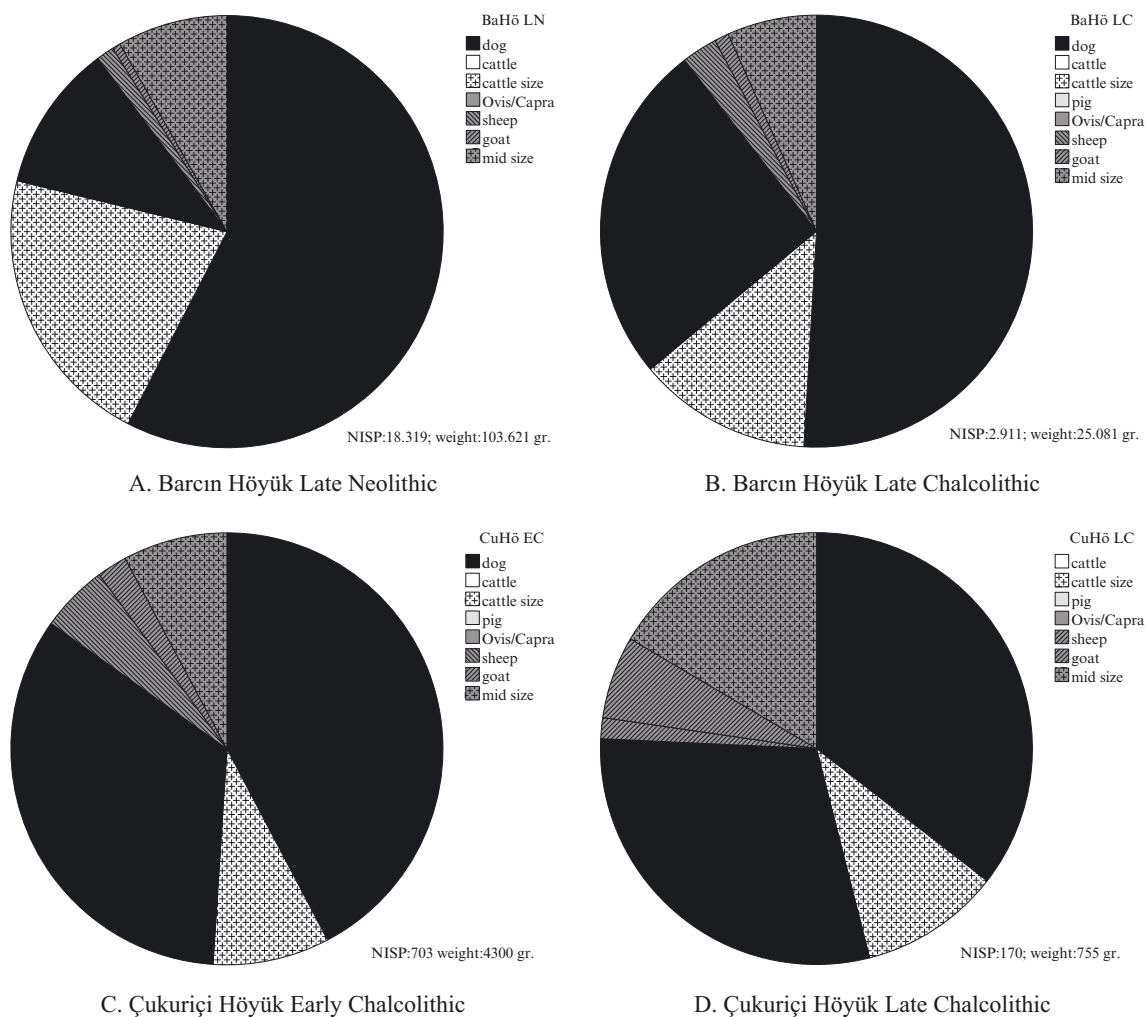 BaHö LN
dog
cattle
cattle size
Ovis/Capra
sheep
goat
mid size
NISP:18.319; weight:103.621 gr.
A. Barcın Höyük Late Neolithic
BaHö LC
dog
cattle
cattle size
pig
Ovis/Capra
sheep
goat
mid size
NISP:2.911; weight:25.081 gr.
B. Barcın Höyük Late Chalcolithic
CuHö EC
dog
cattle
cattle size
pig
Ovis/Capra
sheep
goat
mid size
NISP:703 weight:4300 gr.
C. Çukuriçi Höyük Early Chalcolithic
CuHö LC
cattle
cattle size
pig
Ovis/Capra
sheep
goat
mid size
NISP:170; weight:755 gr.
D. Çukuriçi Höyük Late Chalcolithic